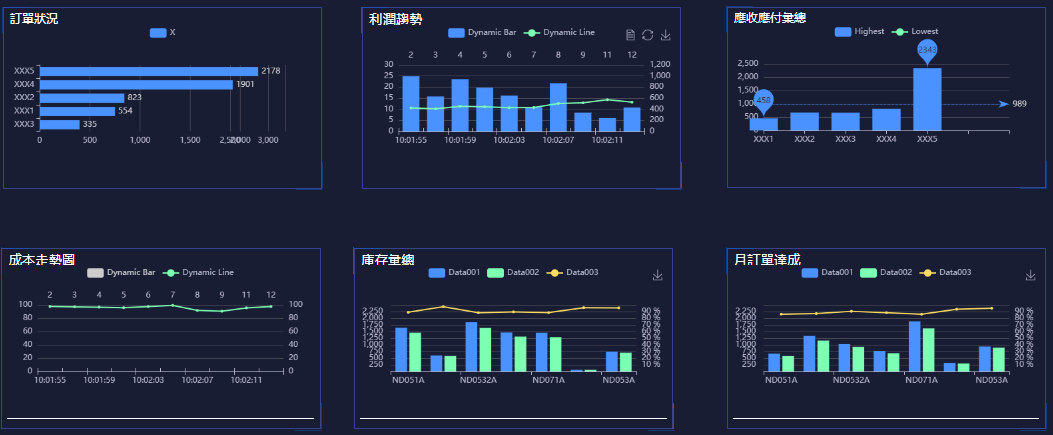 訂單狀況
X
XXX5 2178
XXX4 1901
XXX2 823
XXX1 554
XXX3 335
0 500 1,000 1,500 2,000 3,000
利潤趨勢
Dynamic Bar Dynamic Line
2 3 4 5 6 7 8 9 11 12
30 1,200
25 1,000
20 800
15 600
10 400
5 200
0 0
10:01:55 10:01:59 10:02:03 10:02:07 10:02:11
應收應付彙總
Highest Lowest
2343
2,500
2,000
1,500
1,000 989
458
500
0
XXX1 XXX2 XXX3 XXX4 XXX5
成本走勢圖
Dynamic Bar Dynamic Line
2 3 4 5 6 7 8 9 11 12
100 100
80 80
60 60
40 40
20 20
0 0
10:01:55 10:01:59 10:02:03 10:02:07 10:02:11
庫存量總
Data001 Data002 Data003
2,250 90 %
2,000 80 %
1,750 70 %
1,500 60 %
1,250 50 %
1,000 40 %
750 30 %
500 20 %
250 10 %
ND051A ND0532A ND071A ND053A
月訂單達成
Data001 Data002 Data003
2,250 90 %
2,000 80 %
1,750 70 %
1,500 60 %
1,250 50 %
1,000 40 %
750 30 %
500 20 %
250 10 %
ND051A ND0532A ND071A ND053A